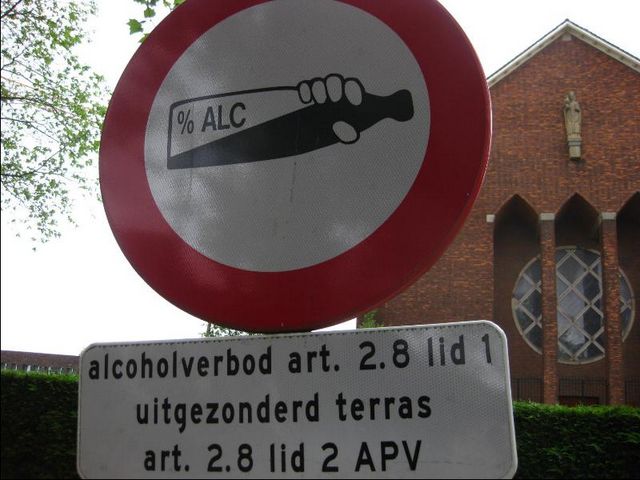 % ALC
alcoholverbod art. 2.8 lid 1
uitgezonderd terras
art. 2.8 lid 2 APV